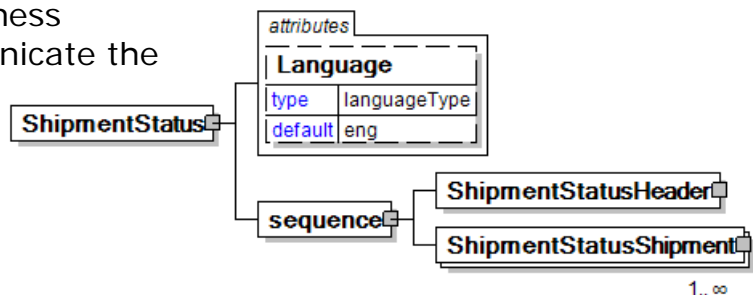 ness
nicate the
attributes
Language
type languageType
default eng
ShipmentStatus
sequence
ShipmentStatusHeader
ShipmentStatusShipment
1..∞